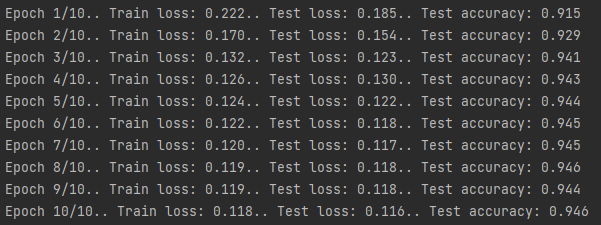 Epoch 1/10.. Train loss: 0.222.. Test loss: 0.185.. Test accuracy: 0.915
Epoch 2/10.. Train loss: 0.170.. Test loss: 0.154.. Test accuracy: 0.929
Epoch 3/10.. Train loss: 0.132.. Test loss: 0.123.. Test accuracy: 0.941
Epoch 4/10.. Train loss: 0.126.. Test loss: 0.130.. Test accuracy: 0.943
Epoch 5/10.. Train loss: 0.124.. Test loss: 0.122.. Test accuracy: 0.944
Epoch 6/10.. Train loss: 0.122.. Test loss: 0.118.. Test accuracy: 0.945
Epoch 7/10.. Train loss: 0.120.. Test loss: 0.117.. Test accuracy: 0.945
Epoch 8/10.. Train loss: 0.119.. Test loss: 0.118.. Test accuracy: 0.946
Epoch 9/10.. Train loss: 0.119.. Test loss: 0.118.. Test accuracy: 0.944
Epoch 10/10.. Train loss: 0.118.. Test loss: 0.116.. Test accuracy: 0.946